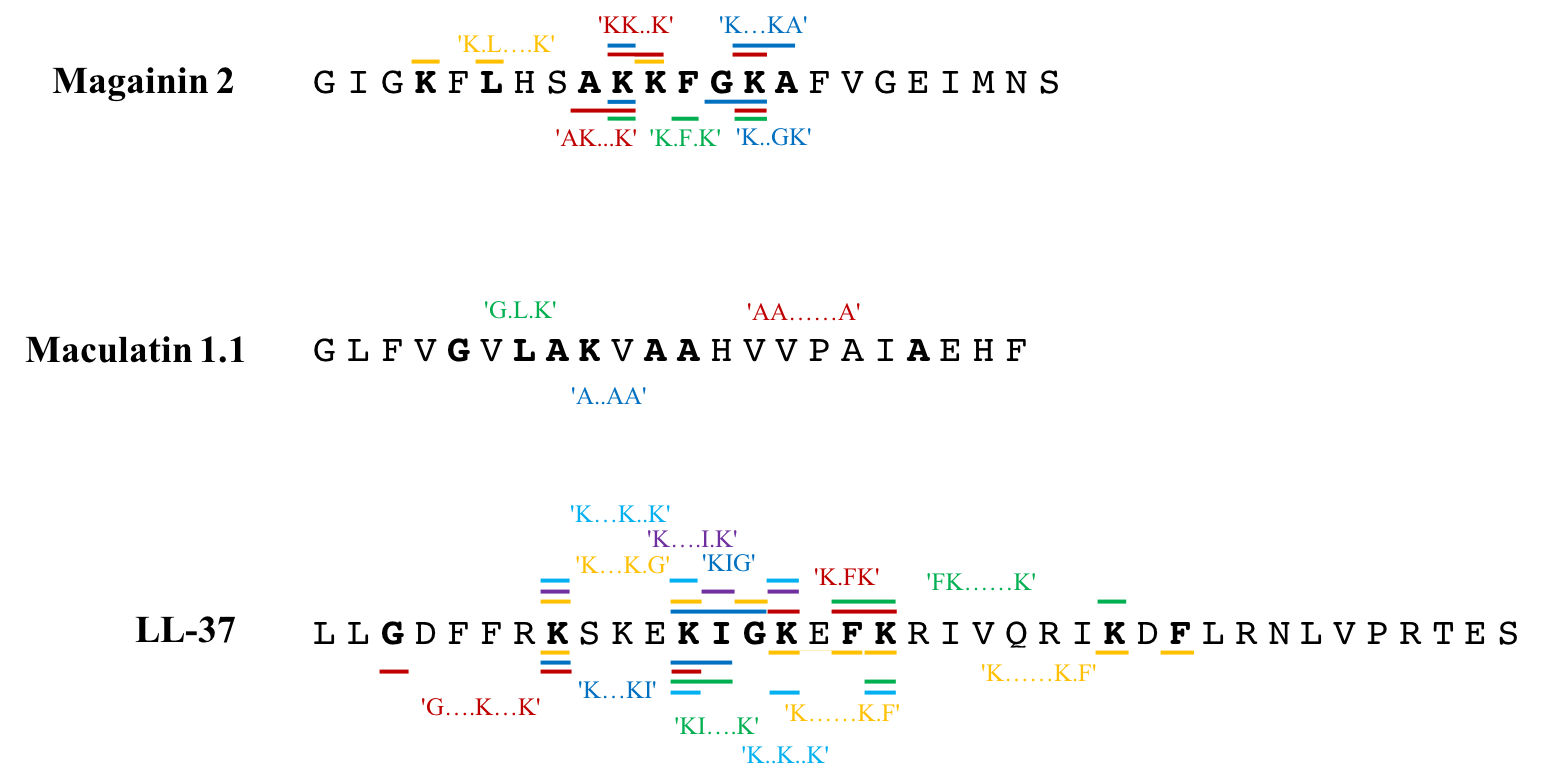 'KK..K' 'K…KA'
'K.L….K'
Magainin 2 G I G K F L H S A K K F G K A F V G E I M N S
'AK...K' 'K.F.K' 'K..GK'
'G.L.K' 'AA……A'
Maculatin 1.1 G L F V G V L A K V A A H V V P A I A E H F
'A..AA'
'K…K..K'
'K….I.K'
'K…K.G' 'KIG'
'K.FK' 'FK……K'
LL-37 L L G D F F R K S K E K I G K E F K R I V Q R I K D F L R N L V P R T E S
'K……K.F'
'K…KI'
'G….K…K' 'K……K.F'
'KI….K'
'K..K..K'